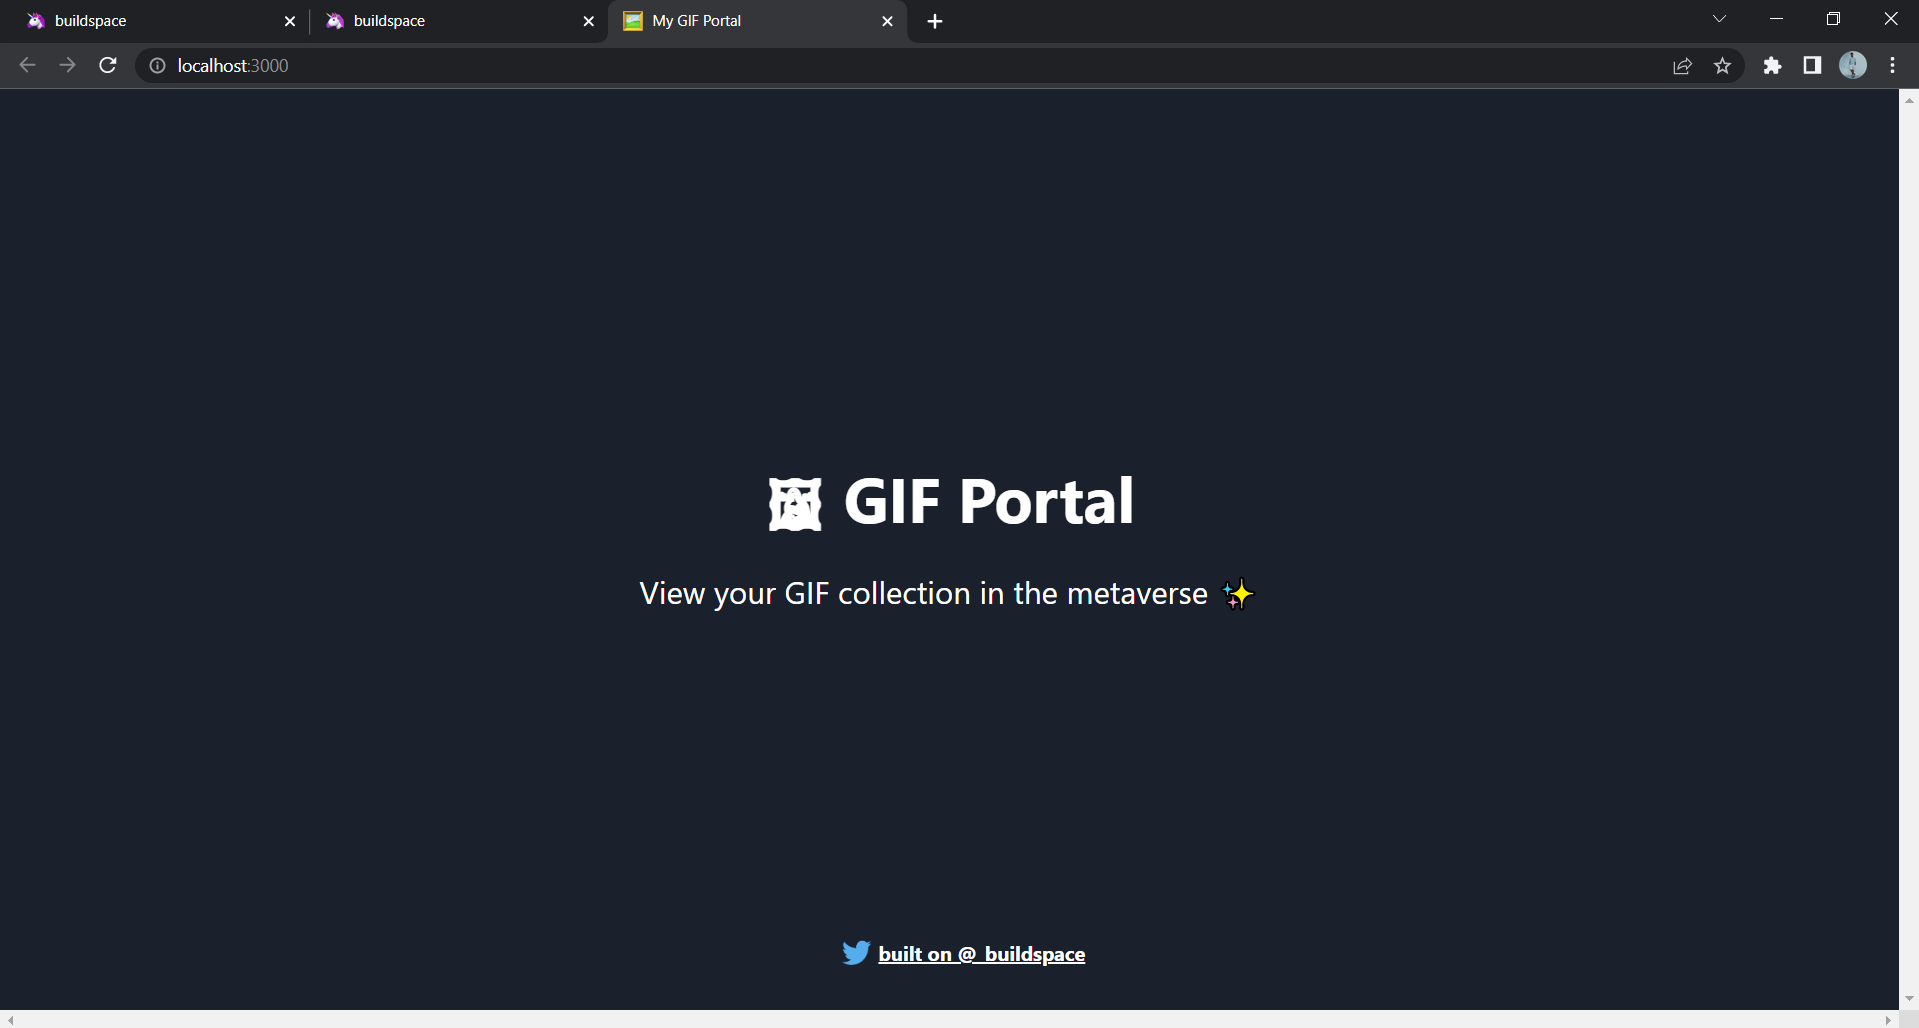 buildspace
buildspace
My GIF Portal
localhost:3000
🖼 GIF Portal
View your GIF collection in the metaverse ✨
built on @_buildspace